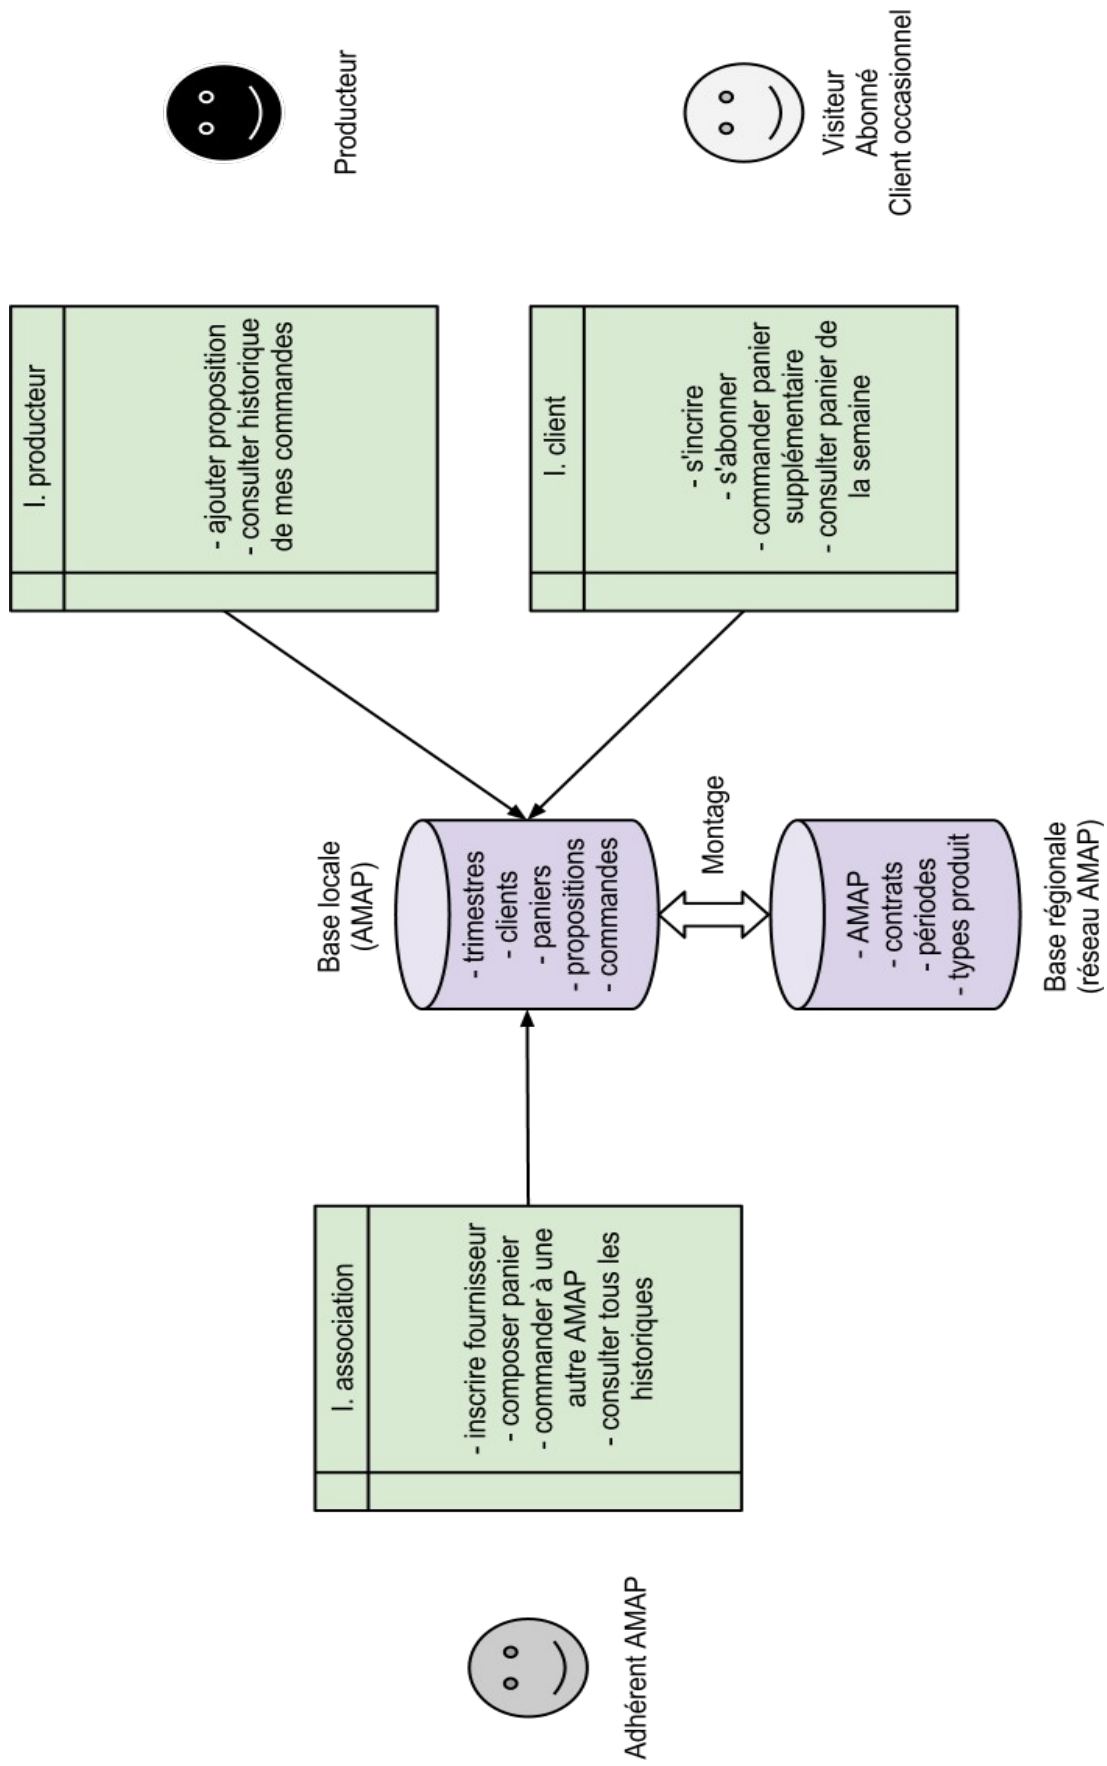 Adhérent AMAP
I. association
- inscrire fournisseur
- composer panier
- commander à une
autre AMAP
- consulter tous les
historiques
Base locale
(AMAP)
- trimestres
- clients
- paniers
- propositions
- commandes
Montage
- AMAP
- contrats
- périodes
- types produit
Base régionale
(réseau AMAP)
I. producteur
- ajouter proposition
- consulter historique
de mes commandes
Producteur
I. client
- s'incrire
- s'abonner
- commander panier
supplémentaire
- consulter panier de
la semaine
Visiteur
Abonné
Client occasionnel